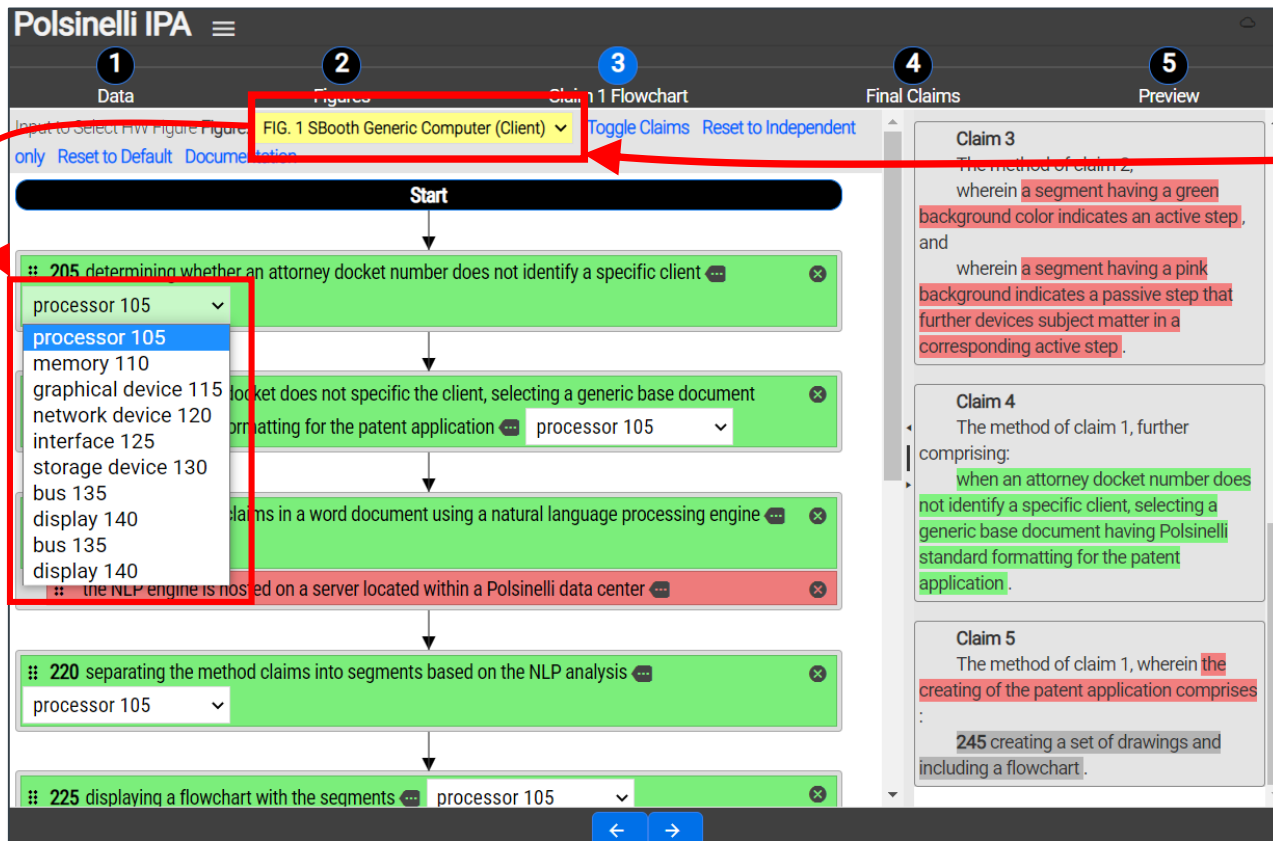 Polsinelli IPA
1
2
3
4
5
Data
Figures
Claim 1 Flowchart
Final Claims
Preview
Input to Select HW Figure Figure: FIG. 1 SBooth Generic Computer (Client) Toggle Claims Reset to Independent
only Reset to Default Documentation
Start
205 determining whether an attorney docket number does not identify a specific client
processor 105
processor 105
memory 110
graphical device 115
network device 120
interface 125
storage device 130
bus 135
display 140
bus 135
display 140
docket does not specific the client, selecting a generic base document
formatting for the patent application processor 105
claims in a word document using a natural language processing engine
the NLP engine is hosted on a server located within a Polsinelli data center
220 separating the method claims into segments based on the NLP analysis
processor 105
225 displaying a flowchart with the segments processor 105
Claim 3
The method of claim 2,
wherein a segment having a green
background color indicates an active step ,
and
wherein a segment having a pink
background indicates a passive step that
further devices subject matter in a
corresponding active step .
Claim 4
The method of claim 1, further
comprising:
when an attorney docket number does
not identify a specific client, selecting a
generic base document having Polsinelli
standard formatting for the patent
application .
Claim 5
The method of claim 1, wherein the
creating of the patent application comprises
:
245 creating a set of drawings and
including a flowchart .